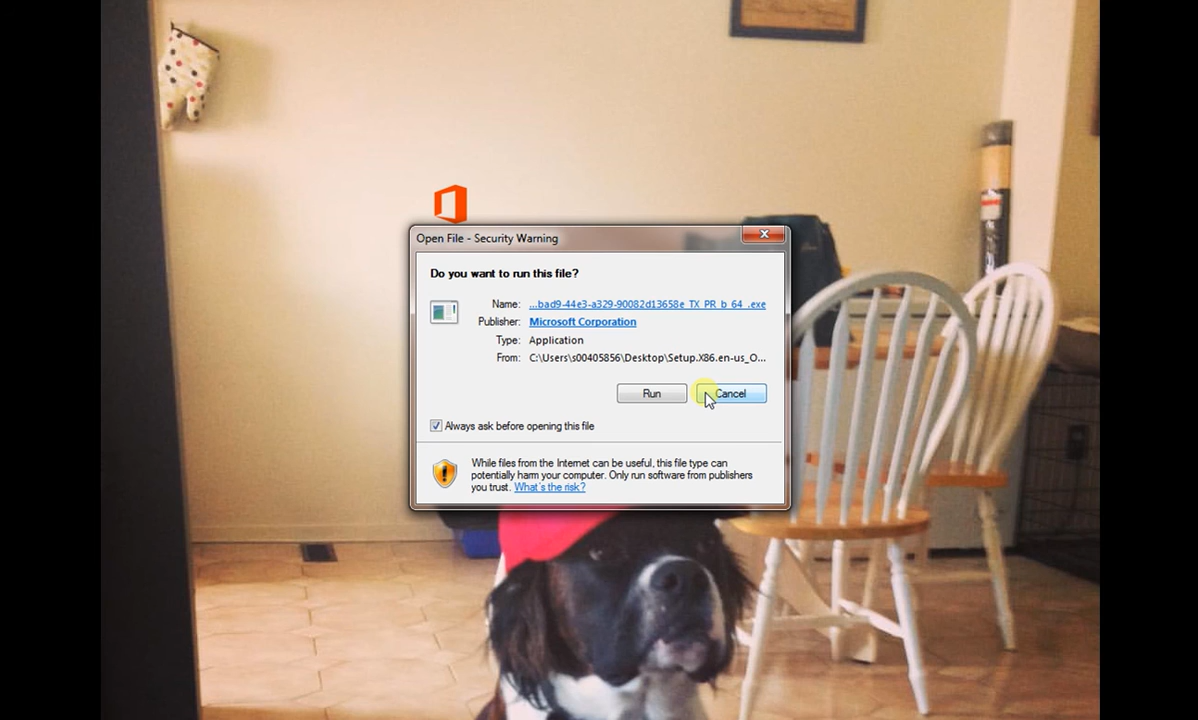 Open File - Security Warning
Do you want to run this file?
Name: ...bad9-44e3-a329-90082d13658e_TX_PR_b_64_.exe
Publisher: Microsoft Corporation
Type: Application
From: C:\Users\s00405856\Desktop\Setup.X86.en-us_O...
Run Cancel
Always ask before opening this file
While files from the Internet can be useful, this file type can
potentially harm your computer. Only run software from publishers
you trust. What's the risk?